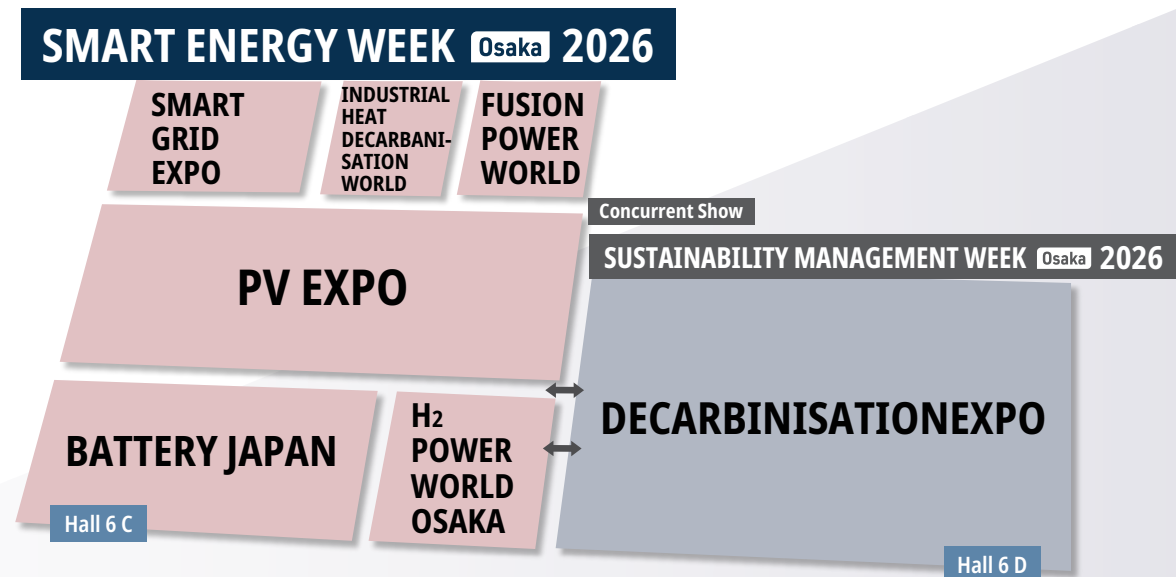 SMART ENERGY WEEK Osaka 2026
SMART
GRID
EXPO
INDUSTRIAL
HEAT
DECARBANI-
SATION
WORLD
FUSION
POWER
WORLD
PV EXPO
Concurrent Show
SUSTAINABILITY MANAGEMENT WEEK Osaka 2026
BATTERY JAPAN
H2
POWER
WORLD
OSAKA
DECARBINISATIONEXPO
Hall 6 C
Hall 6 D